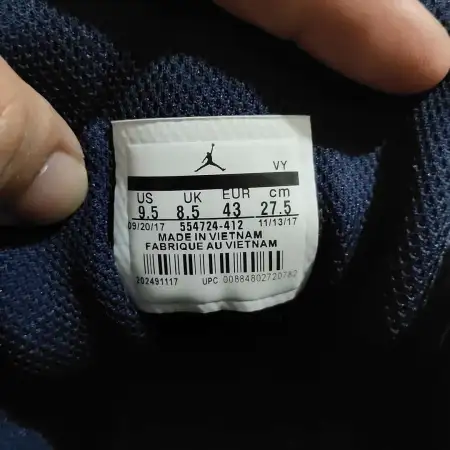 VY
US UK EUR cm
9.5 8.5 43 27.5
09/20/17 554724-412 11/13/17
MADE IN VIETNAM
FABRIQUE AU VIETNAM
202491117 UPC 00884802720782